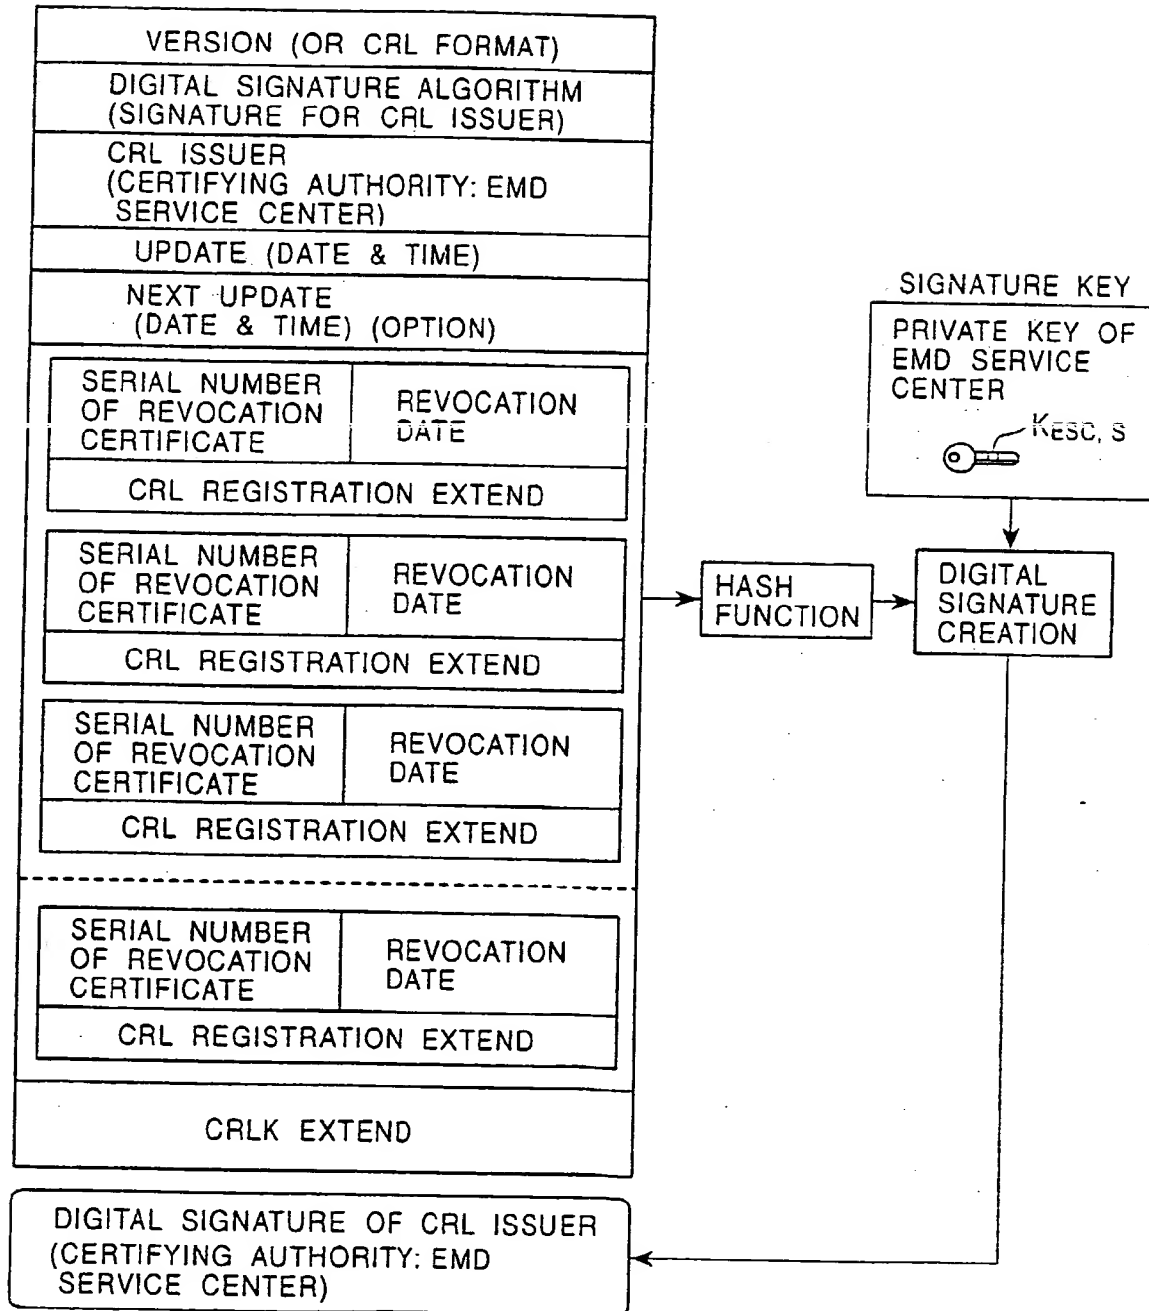 VERSION (OR CRL FORMAT)
DIGITAL SIGNATURE ALGORITHM
(SIGNATURE FOR CRL ISSUER)
CRL ISSUER
(CERTIFYING AUTHORITY: EMD
SERVICE CENTER)
UPDATE (DATE & TIME)
NEXT UPDATE
(DATE & TIME) (OPTION)
SERIAL NUMBER
OF REVOCATION
CERTIFICATE
REVOCATION
DATE
CRL REGISTRATION EXTEND
SERIAL NUMBER
OF REVOCATION
CERTIFICATE
REVOCATION
DATE
CRL REGISTRATION EXTEND
SERIAL NUMBER
OF REVOCATION
CERTIFICATE
REVOCATION
DATE
CRL REGISTRATION EXTEND
SERIAL NUMBER
OF REVOCATION
CERTIFICATE
REVOCATION
DATE
CRL REGISTRATION EXTEND
CRLK EXTEND
DIGITAL SIGNATURE OF CRL ISSUER
(CERTIFYING AUTHORITY: EMD
SERVICE CENTER)
HASH
FUNCTION
SIGNATURE KEY
PRIVATE KEY OF
EMD SERVICE
CENTER
KESC, S
DIGITAL
SIGNATURE
CREATION